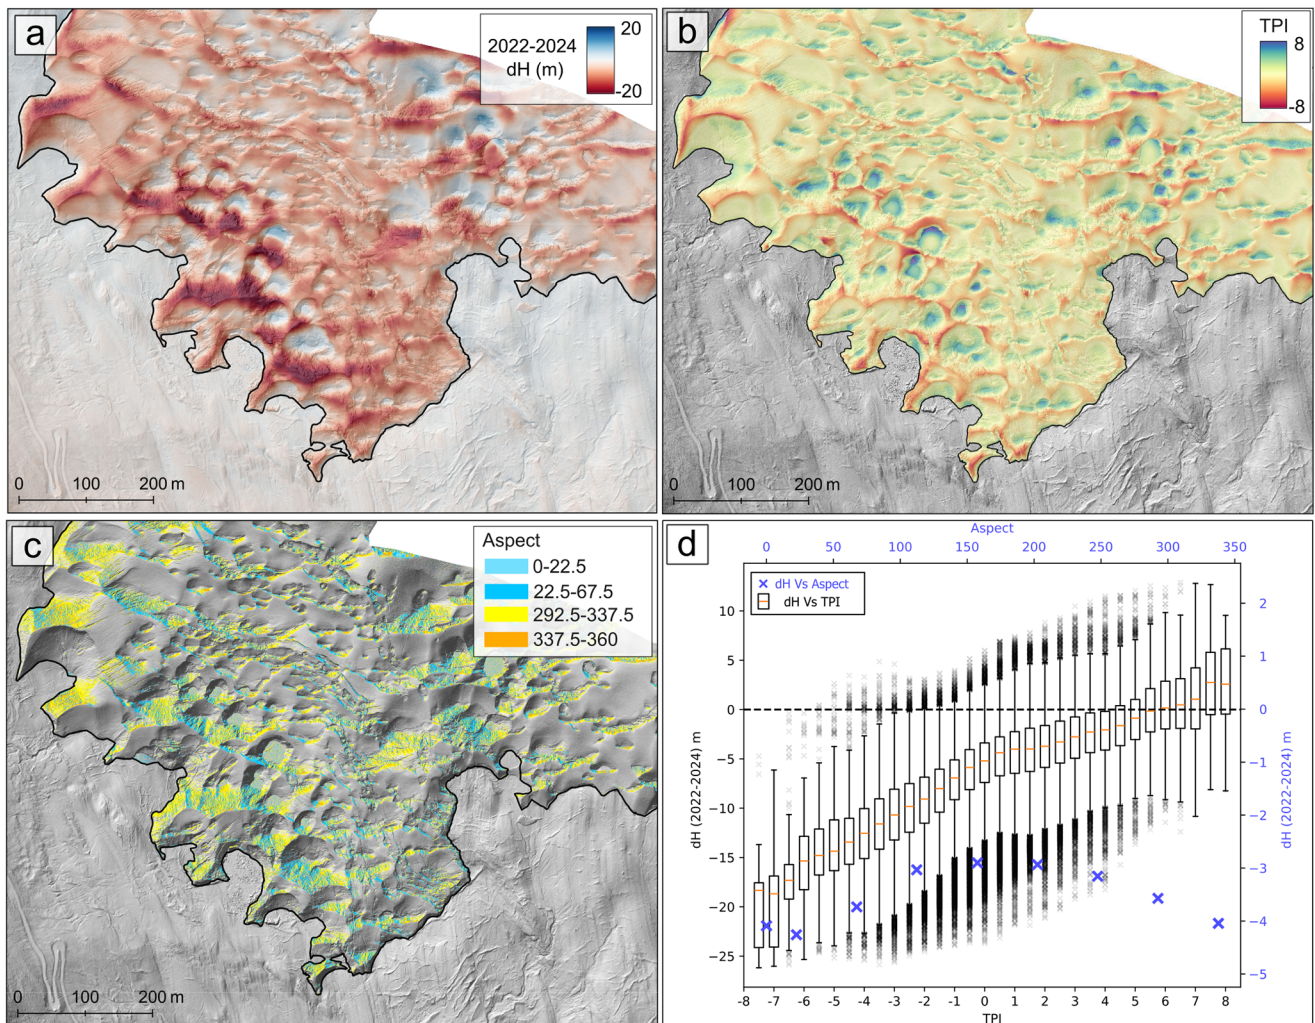 a
2022-2024
dH (m)
20
-20
0 100 200 m
b
TPI
8
-8
0 100 200 m
c
Aspect
0-22.5
22.5-67.5
292.5-337.5
337.5-360
0 100 200 m
d
Aspect
0 50 100 150 200 250 300 350
dH Vs Aspect
dH Vs TPI
10
5
0
−5
−10
−15
−20
−25
dH (2022-2024) m
2
1
0
−1
−2
−3
−4
−5
dH (2022-2024) m
-8 -7 -6 -5 -4 -3 -2 -1 0 1 2 3 4 5 6 7 8
TPI